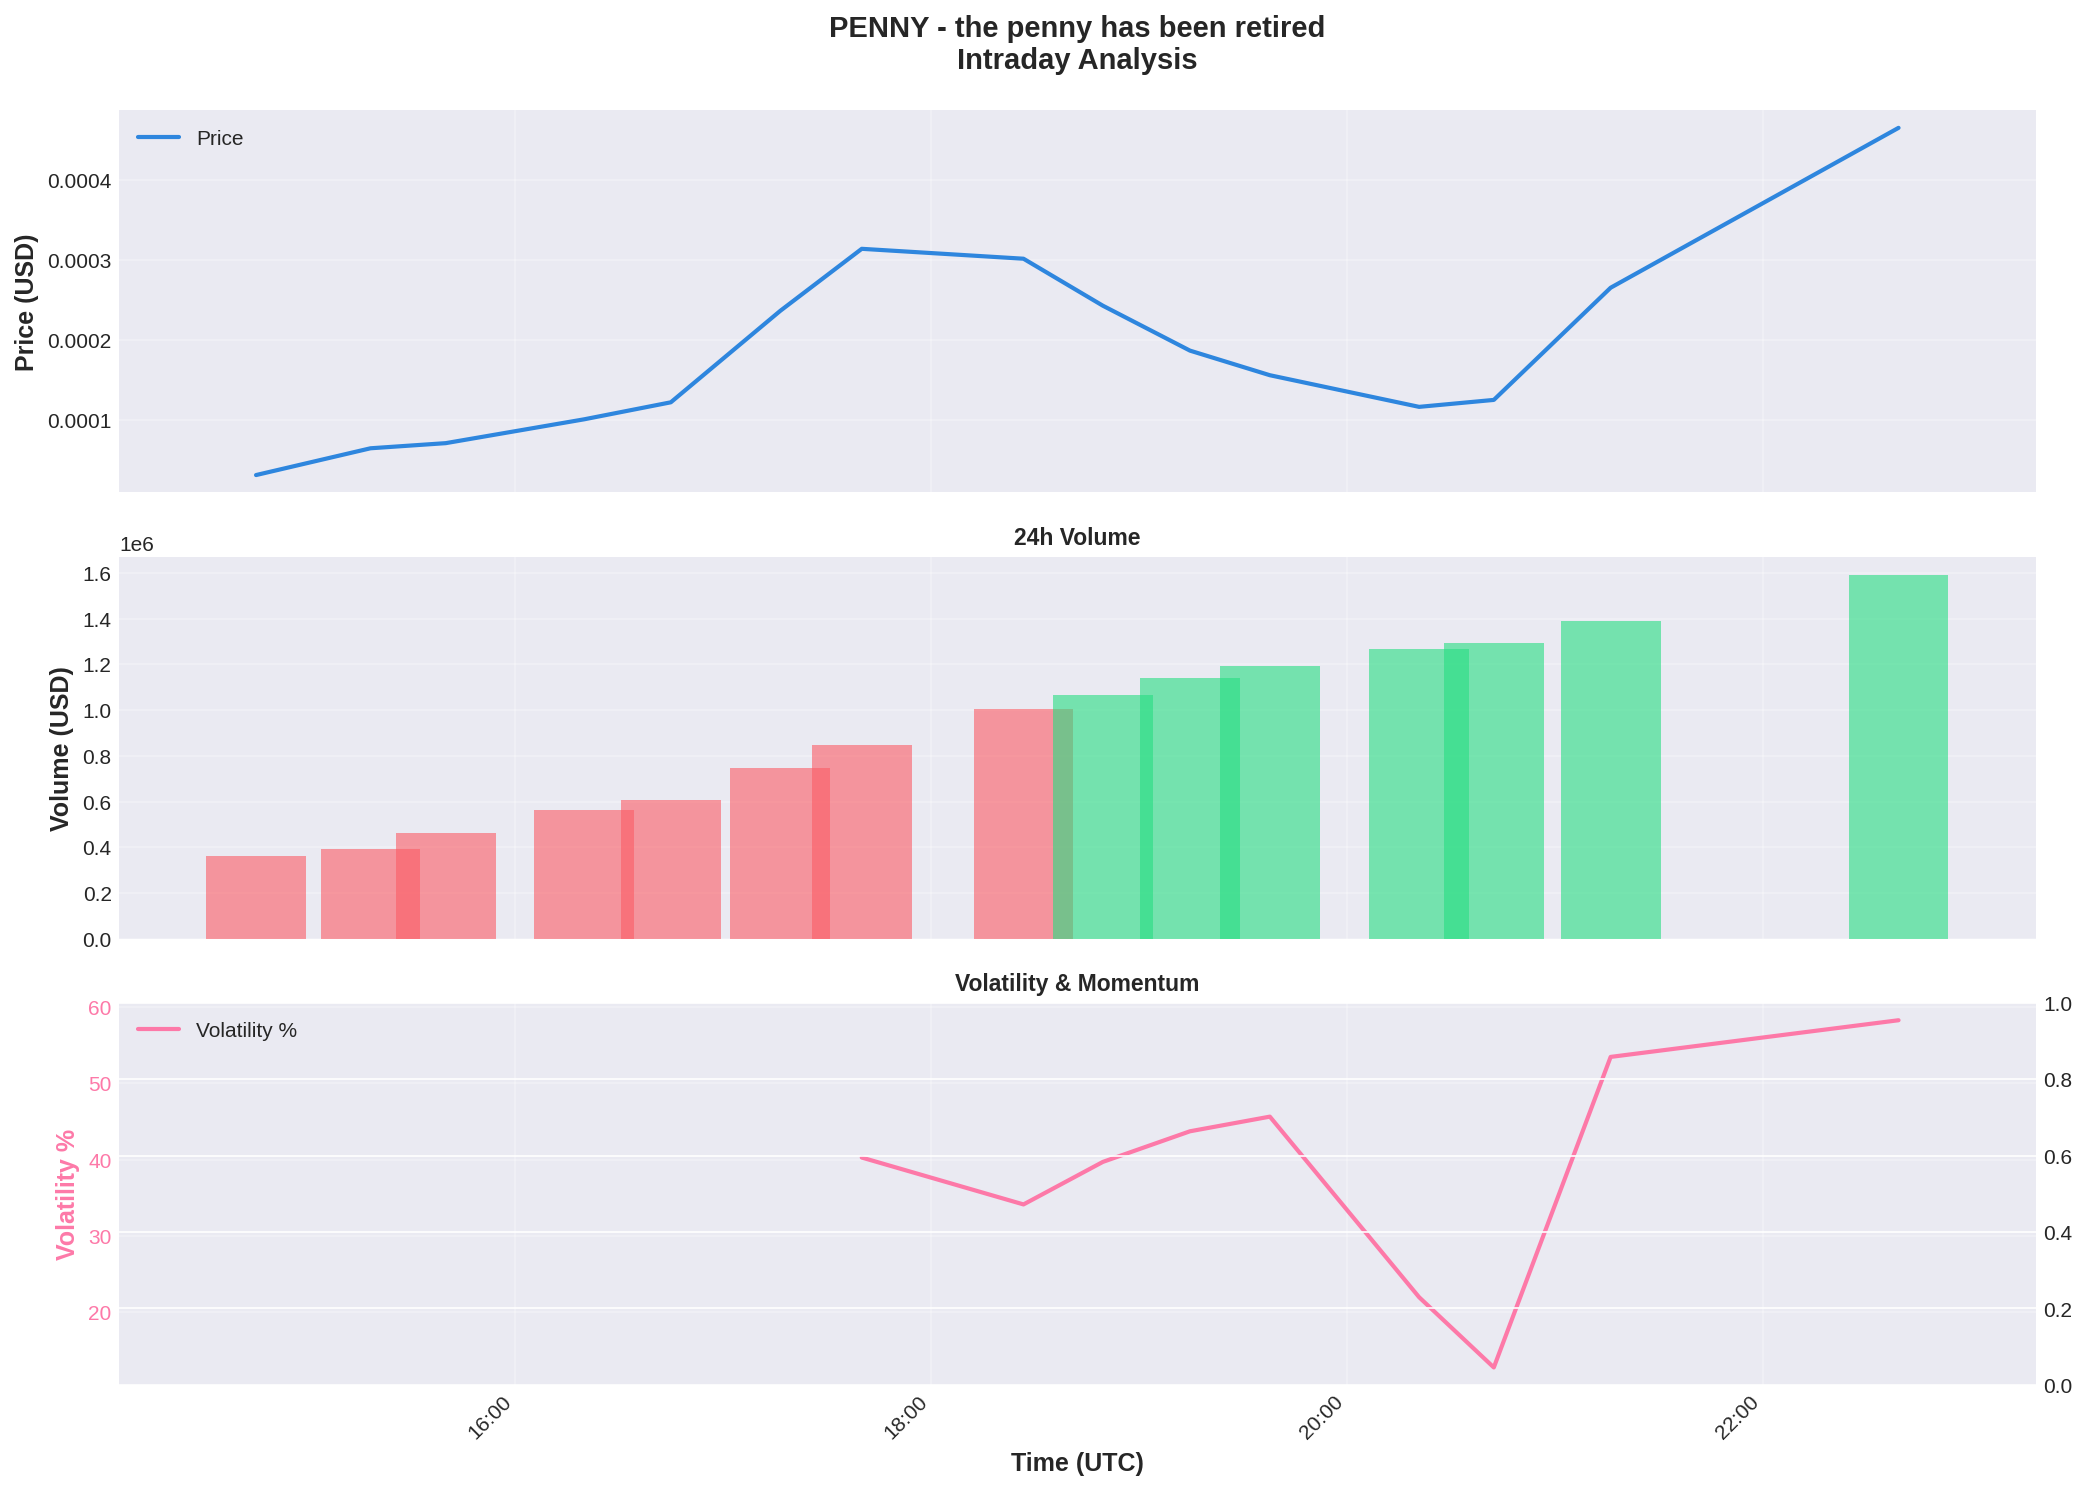 PENNY - the penny has been retired
Intraday Analysis
Price
Price (USD)
0.0004
0.0003
0.0002
0.0001
24h Volume
1e6
Volume (USD)
1.6
1.4
1.2
1.0
0.8
0.6
0.4
0.2
0.0
Volatility & Momentum
Volatility %
Volatility %
60
50
40
30
20
1.0
0.8
0.6
0.4
0.2
0.0
16:00
18:00
20:00
22:00
Time (UTC)